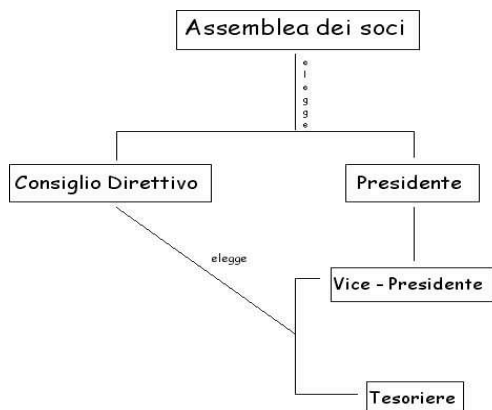 Assemblea dei soci
elegge
Consiglio Direttivo
Presidente
elegge
Vice - Presidente
Tesoriere